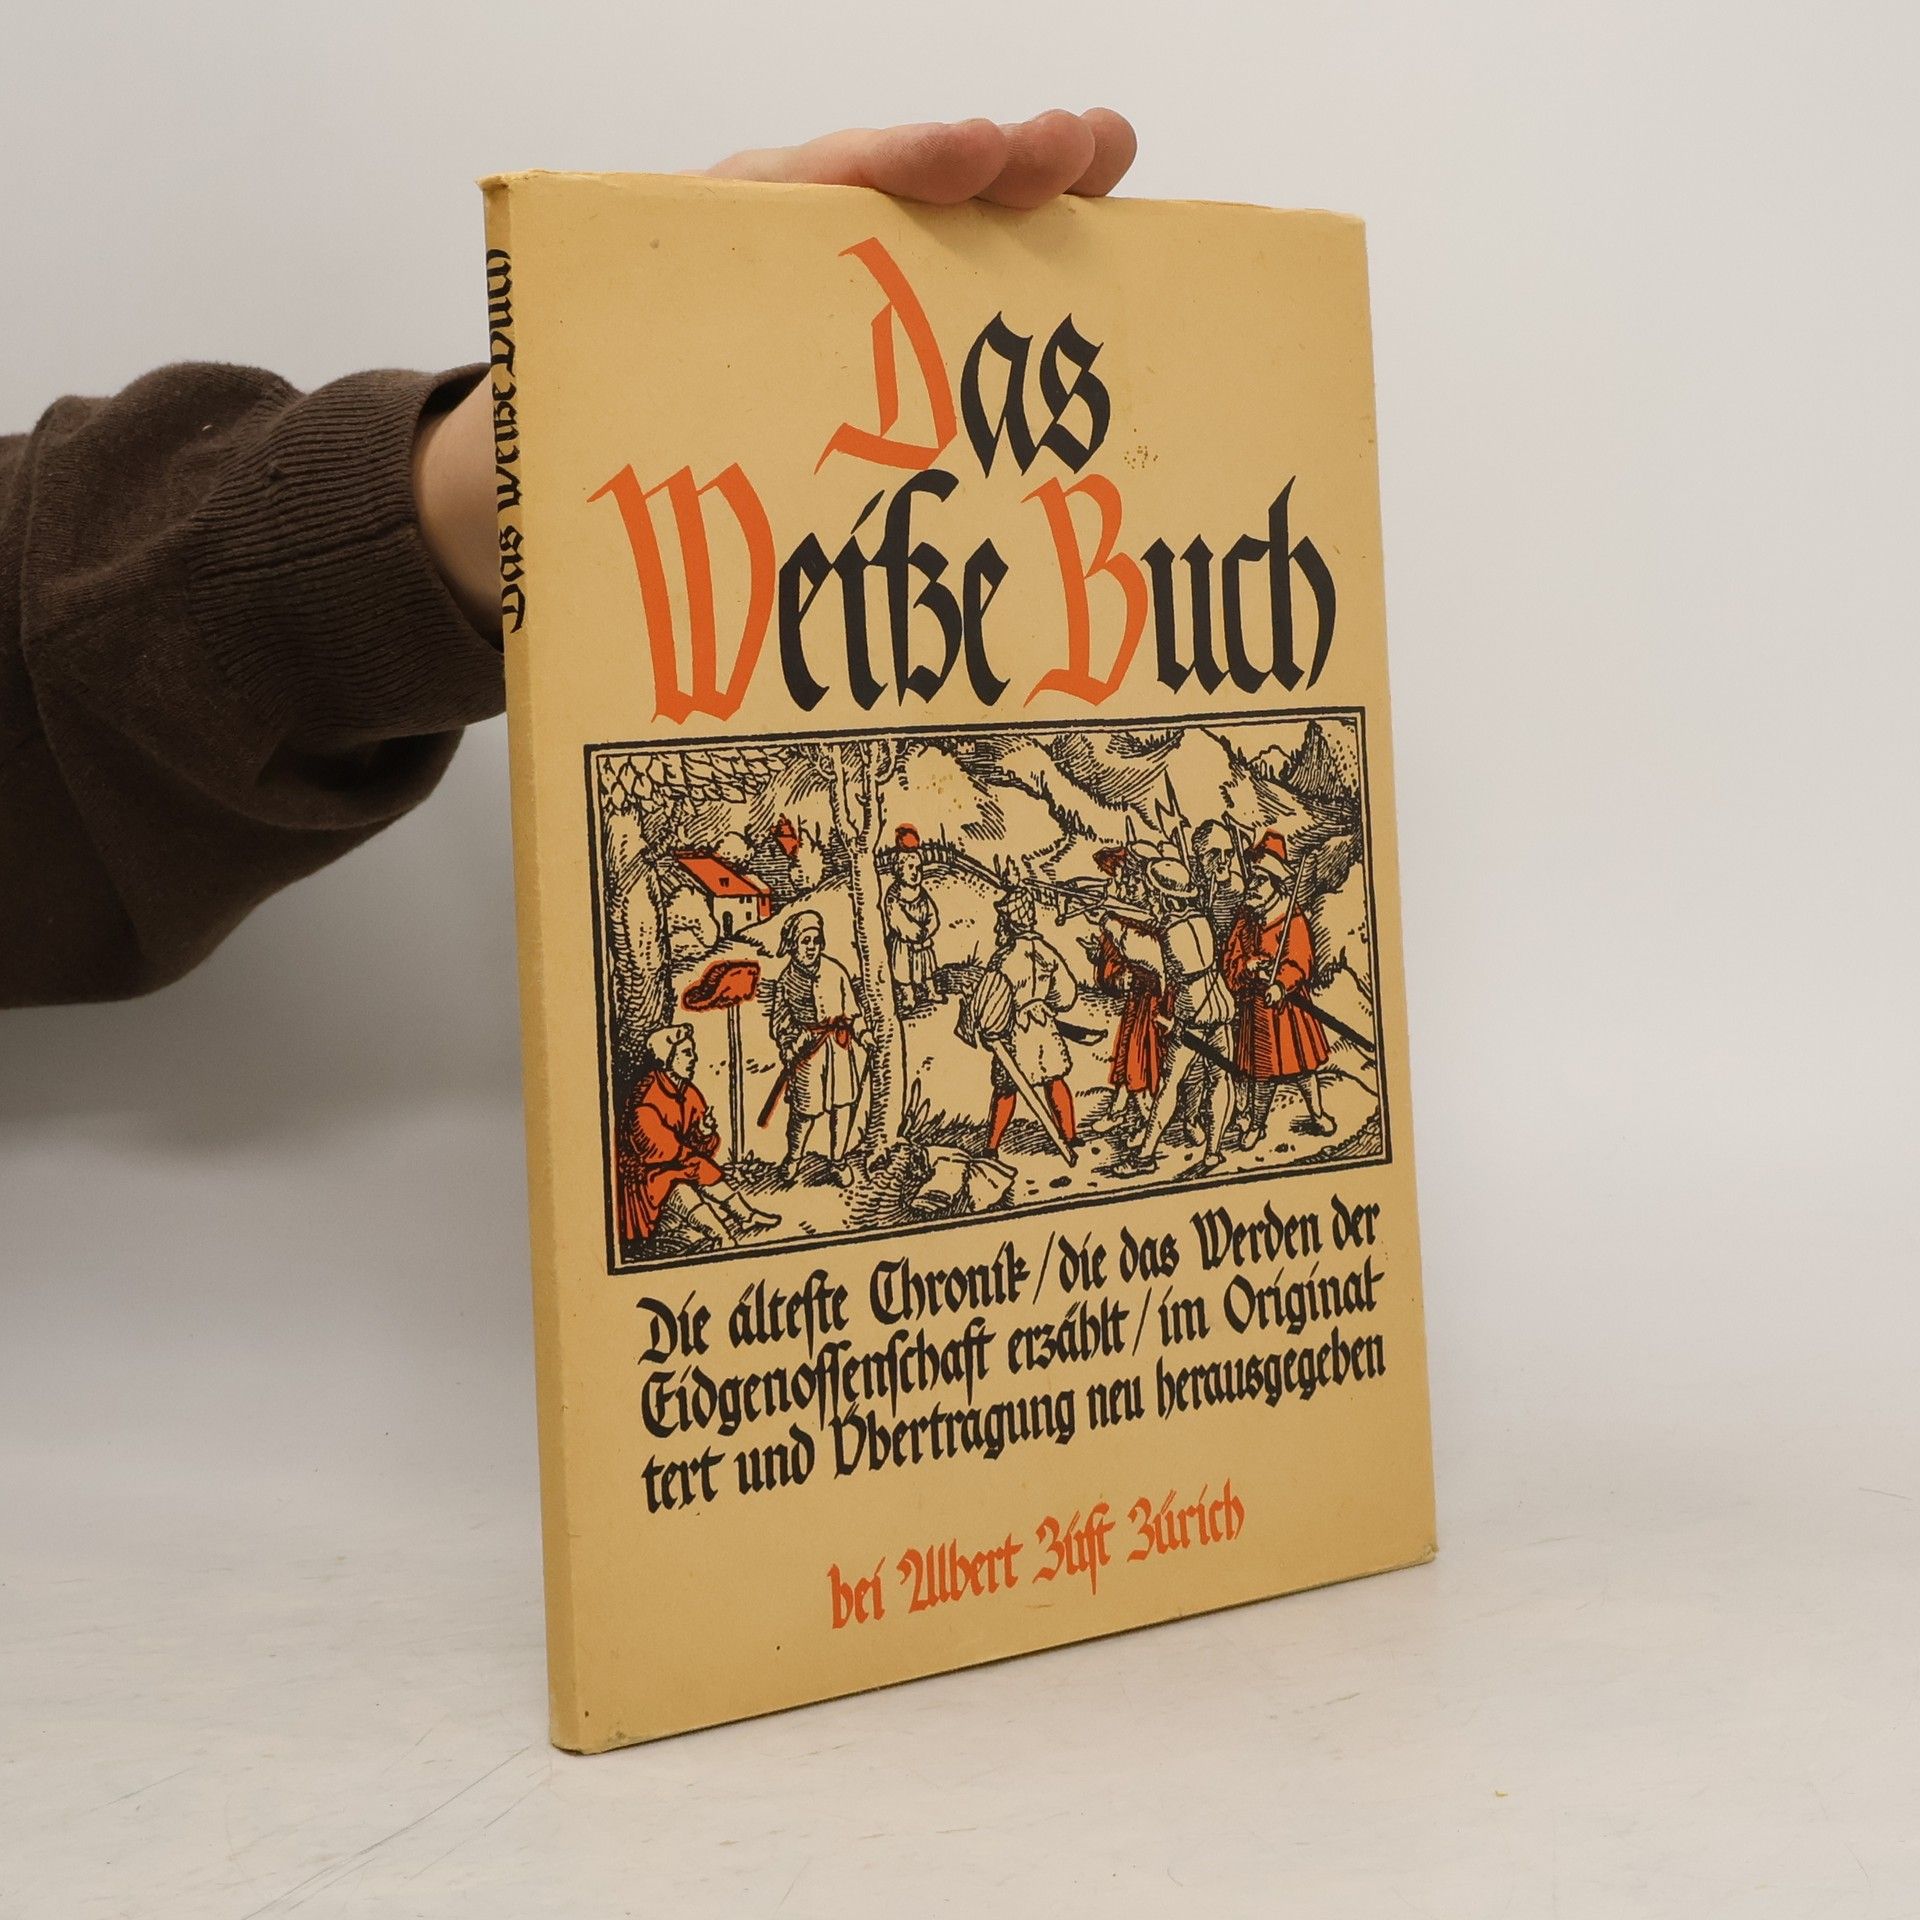 Das Weiße Buch
Das
Weiße Buch
Die älteste Chronik/die das Werden der
Eidgenossenschaft erzählt/im Original
text und Übertragung neu herausgegeben
bei Albert Züst Zürich